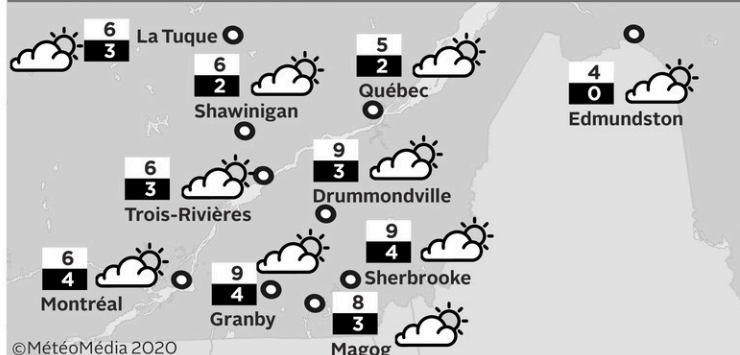 6
3
La Tuque
6
2
Shawinigan
5
2
Québec
4
0
Edmundston
6
3
Trois-Rivières
9
3
Drummondville
6
4
Montréal
9
4
Granby
9
4
Sherbrooke
8
3
Magog
©MétéoMédia 2020